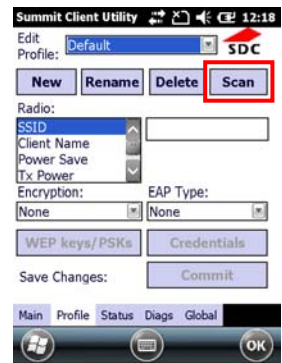 Summit Client Utility 12:18
Edit Profile: Default SDC
New Rename Delete Scan
Radio:
SSID
Client Name
Power Save
Tx Power
Encryption: EAP Type:
None None
WEP keys/PSKs Credentials
Save Changes: Commit
Main Profile Status Diags Global
OK